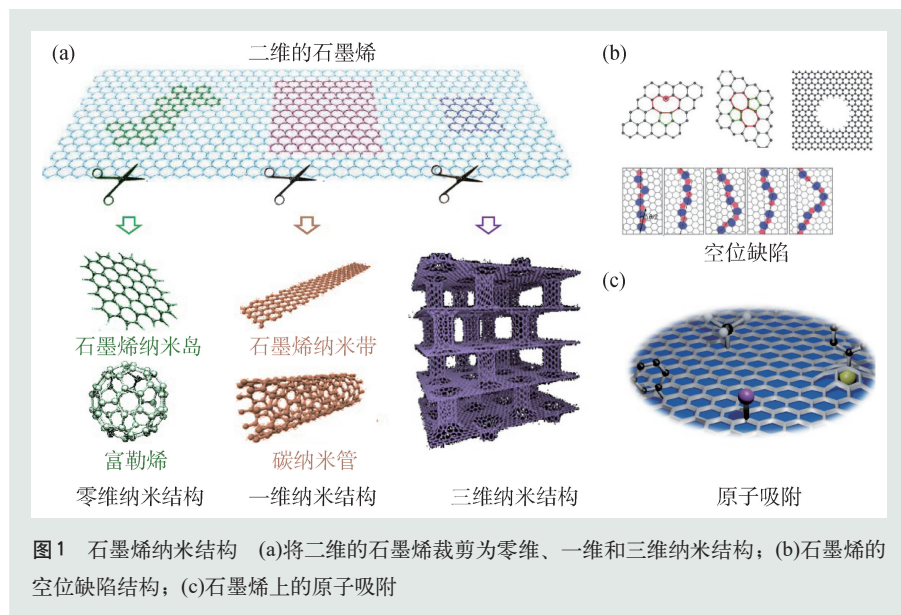 (a)
二维的石墨烯
石墨烯纳米岛
石墨烯纳米带
富勒烯
碳纳米管
零维纳米结构
一维纳米结构
三维纳米结构
(b)
空位缺陷
(c)
原子吸附
图1 石墨烯纳米结构 (a)将二维的石墨烯裁剪为零维、一维和三维纳米结构；(b)石墨烯的
空位缺陷结构；(c)石墨烯上的原子吸附